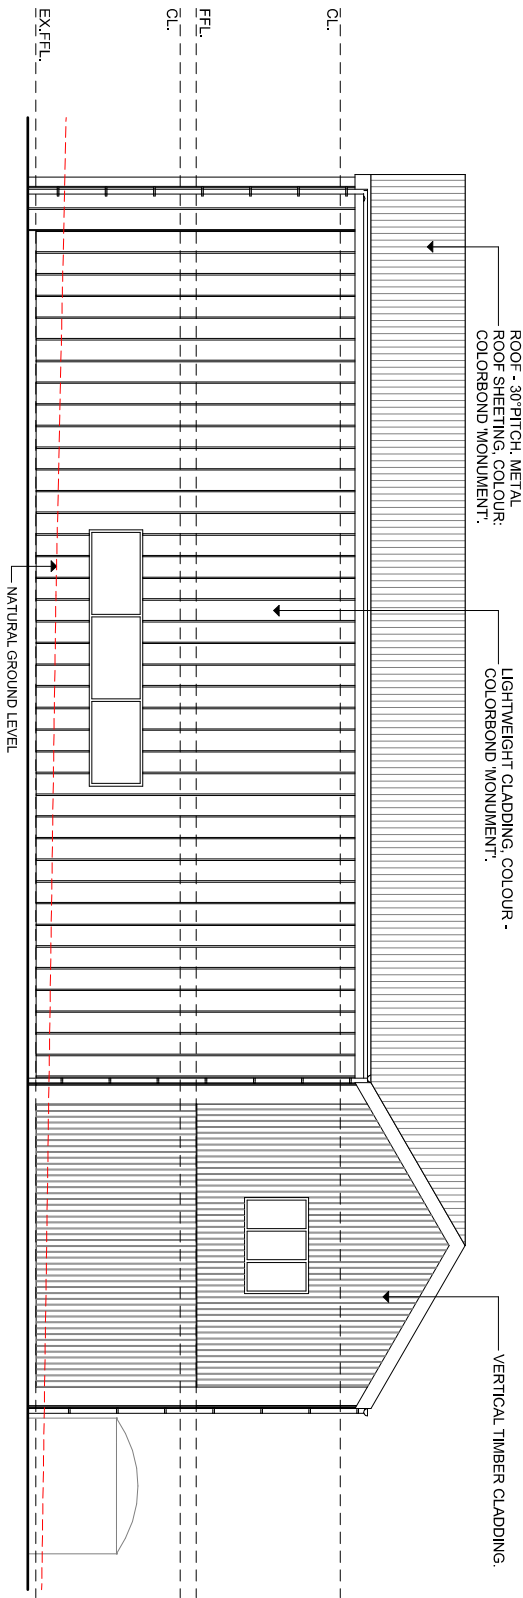 ROOF - 30°PITCH. METAL
ROOF SHEETING, COLOUR:
COLORBOND 'MONUMENT'.
LIGHTWEIGHT CLADDING, COLOUR -
COLORBOND 'MONUMENT'.
VERTICAL TIMBER CLADDING.
CL.
FFL.
CL.
EX.FFL.
NATURAL GROUND LEVEL